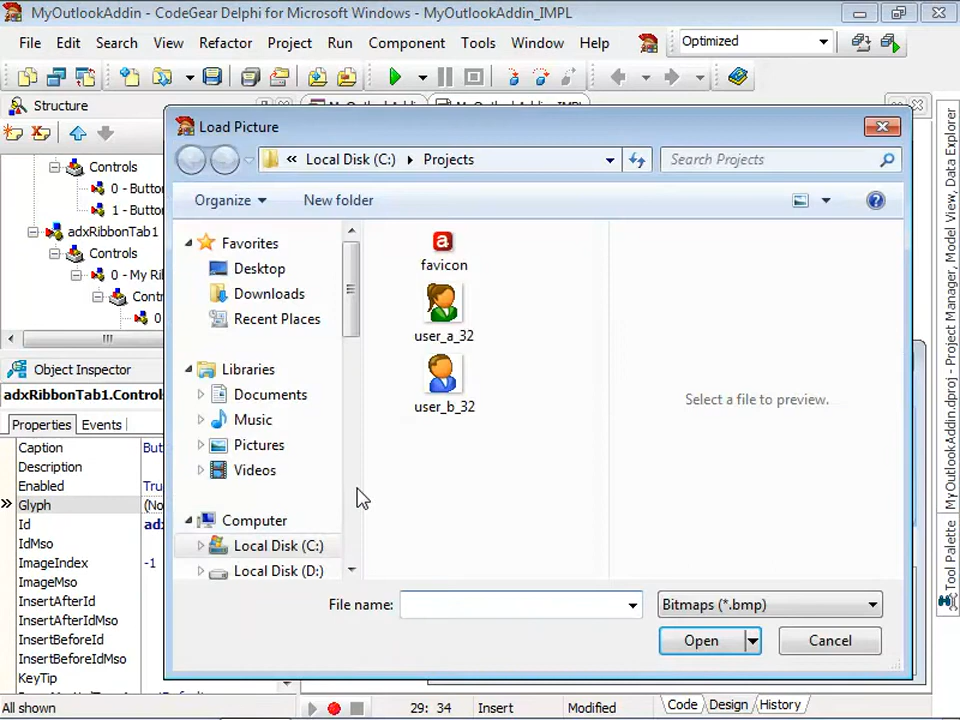 MyOutlookAddin - CodeGear Delphi for Microsoft Windows - MyOutlookAddin_IMPL
File Edit Search View Refactor Project Run Component Tools Window Help
Optimized
Structure
Controls
0 - Butto
1 - Butto
adxRibbonTab1
Controls
0 - My Ri
Contr
0
Object Inspector
adxRibbonTab1.Control
Properties Events
Caption But
Description
Enabled Tru
Glyph (No
Id adx
IdMso
ImageIndex -1
ImageMso
InsertAfterId
InsertAfterIdMso
InsertBeforeId
InsertBeforeIdMso
KeyTip
All shown
Load Picture
« Local Disk (C:) Projects
Search Projects
Organize New folder
Favorites
Desktop
Downloads
Recent Places
Libraries
Documents
Music
Pictures
Videos
Computer
Local Disk (C:)
Local Disk (D:)
a
favicon
user_a_32
user_b_32
Select a file to preview.
File name:
Bitmaps (*.bmp)
Open Cancel
29: 34 Insert Modified
Code Design History
MyOutlookAddin.dproj - Project Manager, Model View, Data Explorer
Tool Palette